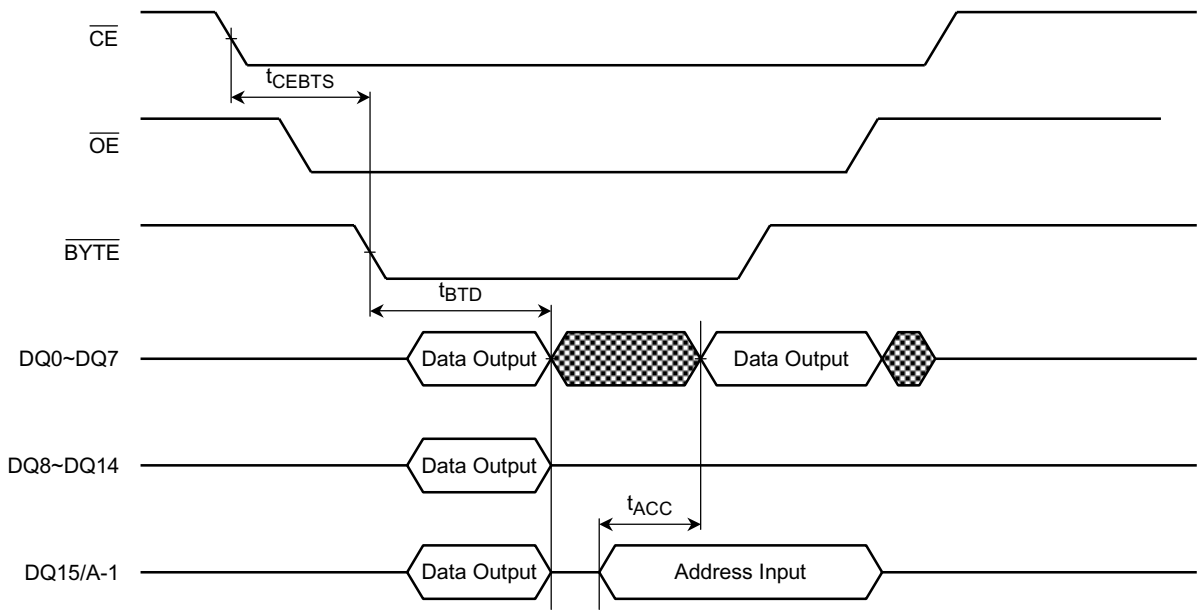 CE
tCEBTS
OE
BYTE
tBTD
DQ0~DQ7 Data Output Data Output
DQ8~DQ14 Data Output
tACC
DQ15/A-1 Data Output Address Input